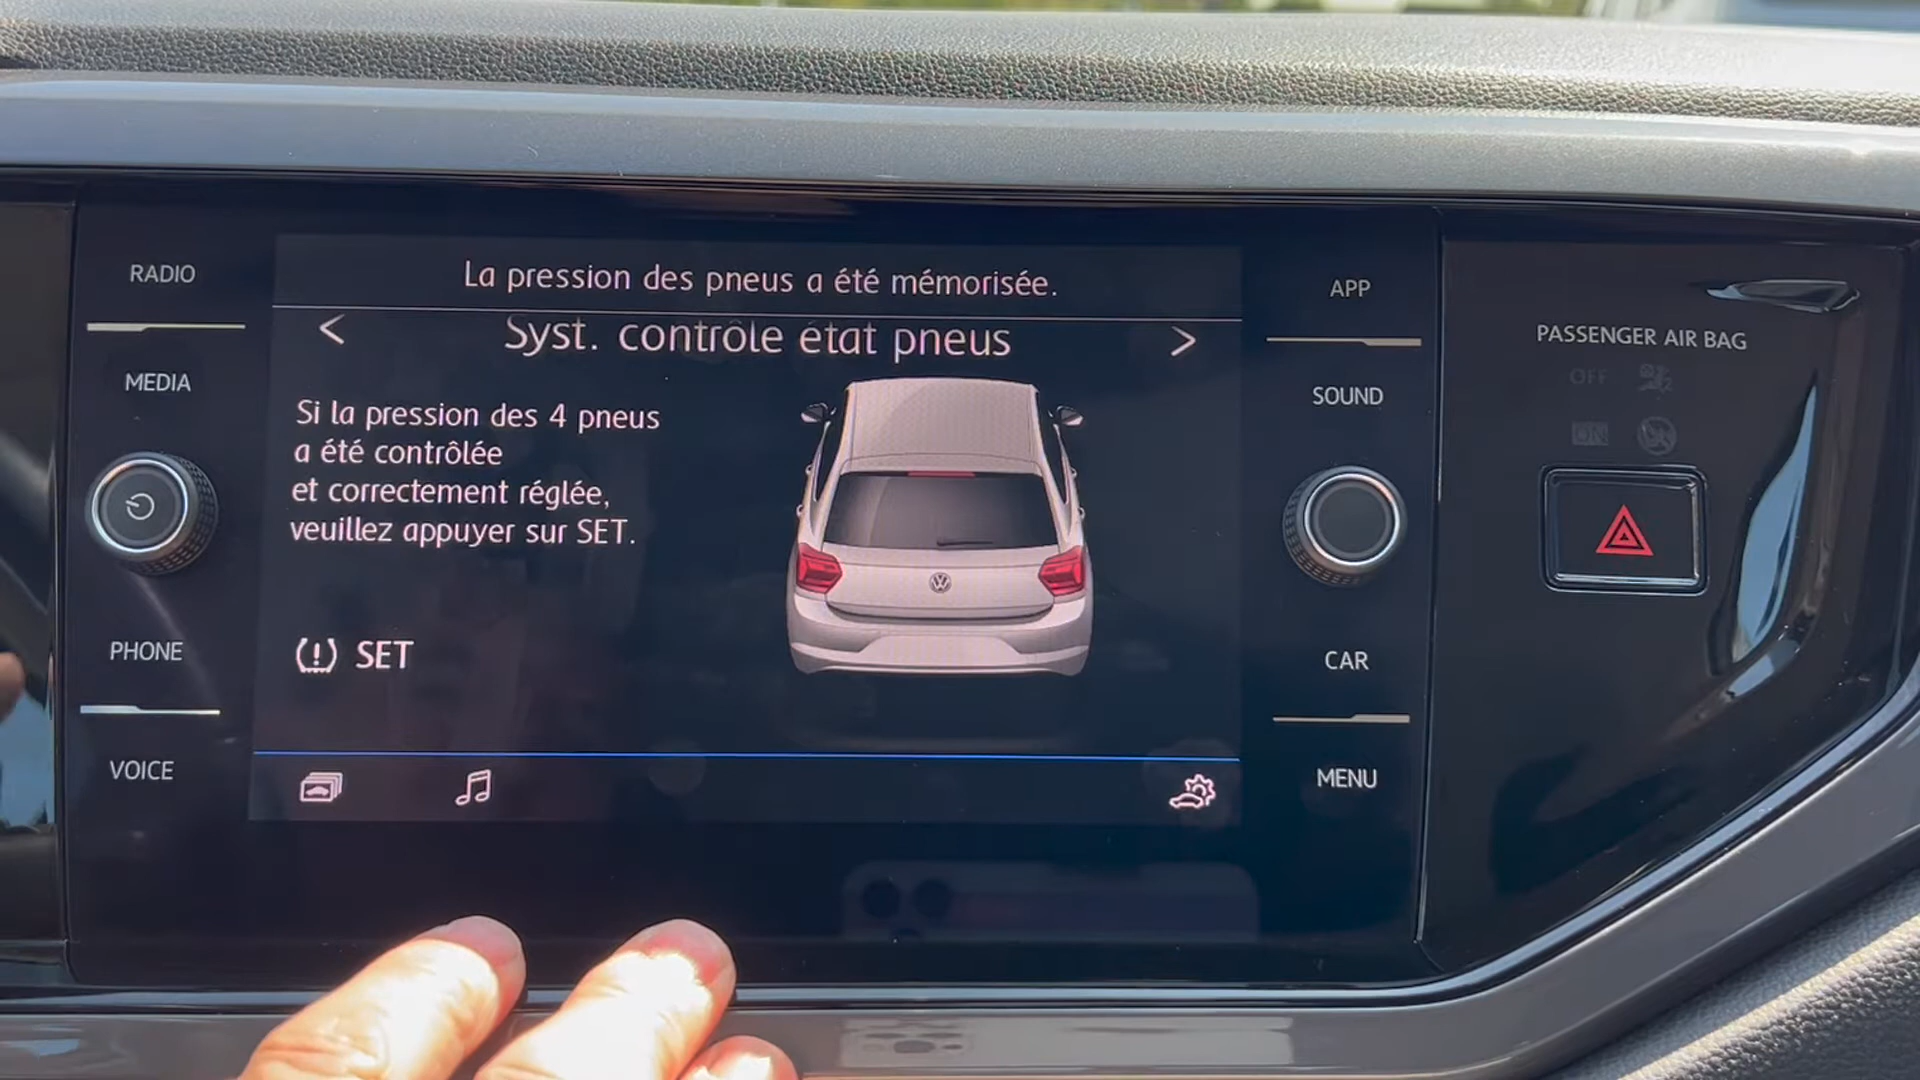 RADIO
MEDIA
PHONE
VOICE
La pression des pneus a été mémorisée.
< Syst. contrôle état pneus >
Si la pression des 4 pneus
a été contrôlée
et correctement réglée,
veuillez appuyer sur SET.
SET
APP
SOUND
CAR
MENU
PASSENGER AIR BAG
OFF
ON